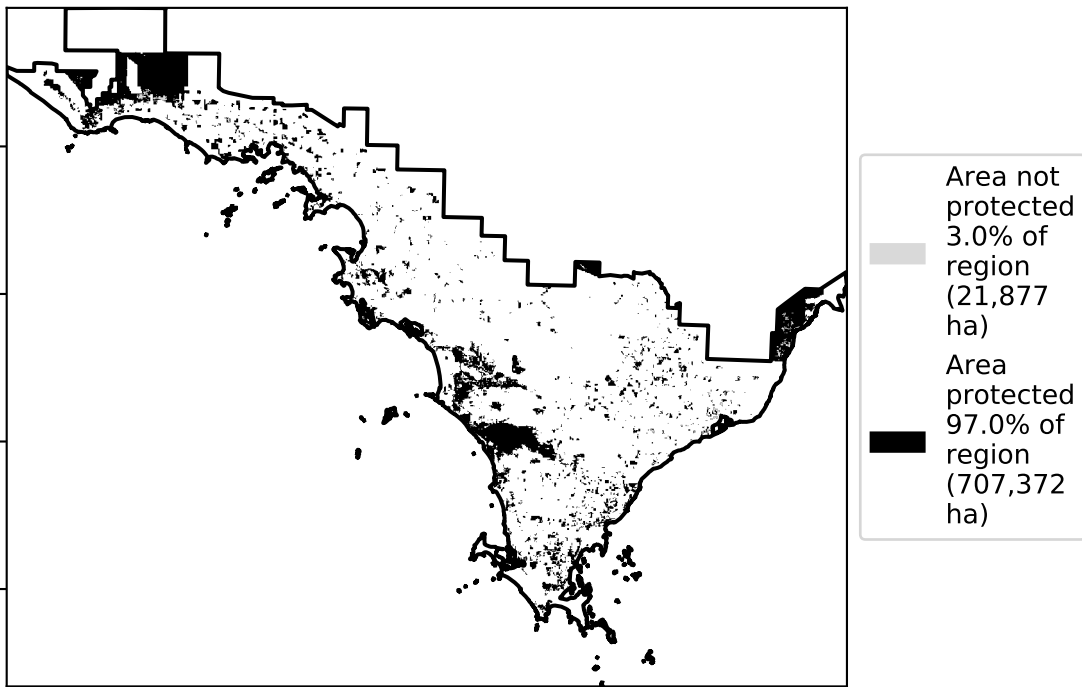 Area not
protected
3.0% of
region
(21,877
ha)
Area
protected
97.0% of
region
(707,372
ha)